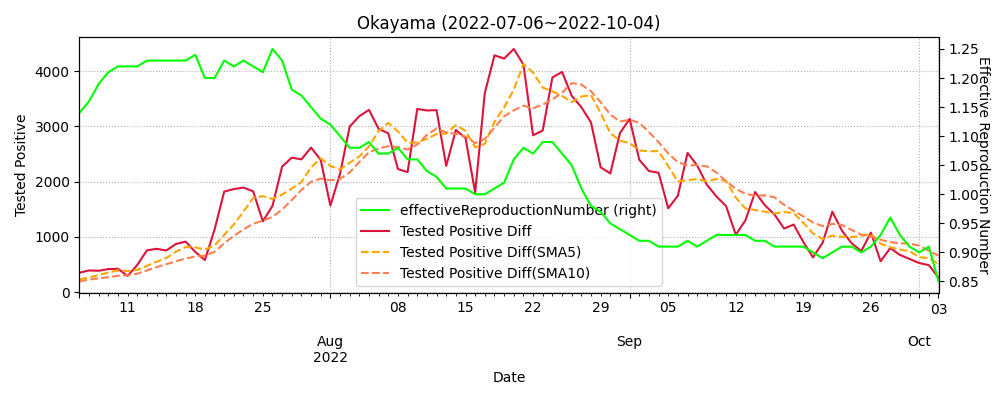 Okayama (2022-07-06~2022-10-04)
Tested Positive
4000
3000
2000
1000
0
1.25
1.20
1.15
1.10
1.05
1.00
0.95
0.90
0.85
Effective Reproduction Number
effectiveReproductionNumber (right)
Tested Positive Diff
Tested Positive Diff(SMA5)
Tested Positive Diff(SMA10)
11 18 25 08 15 22 29 05 12 19 26 03
Aug Sep Oct
2022
Date